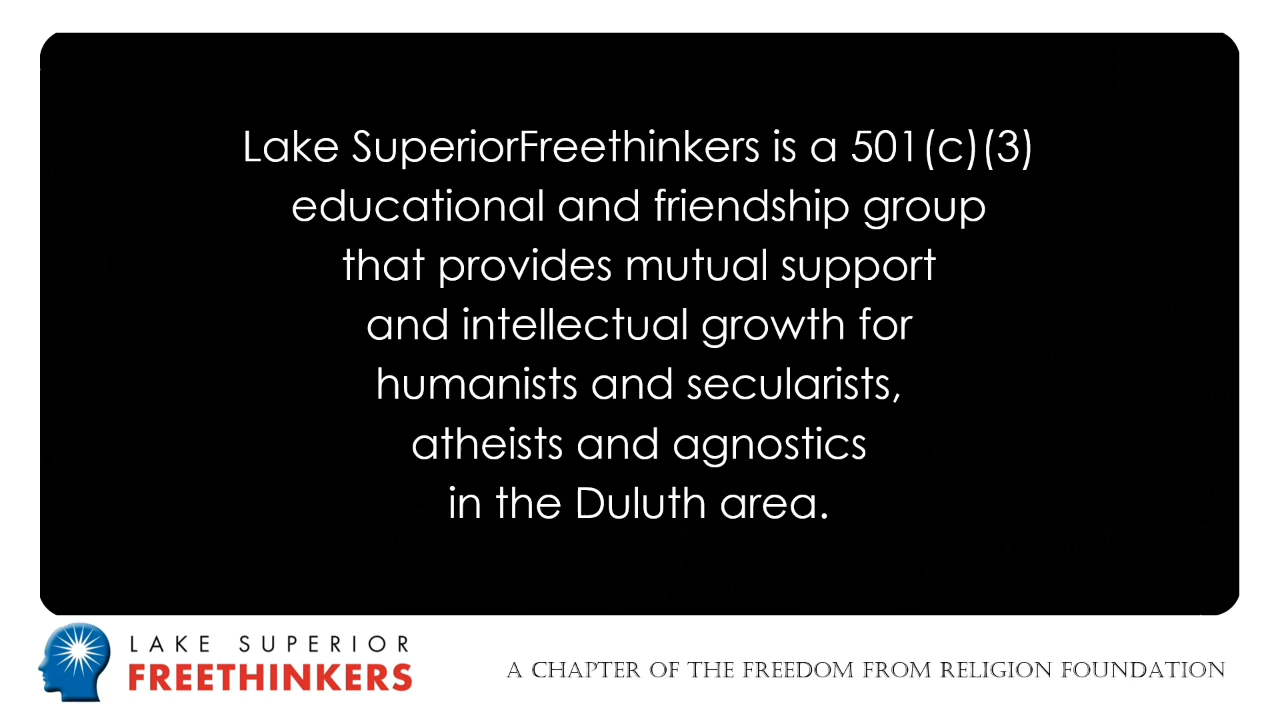 Lake SuperiorFreethinkers is a 501(c)(3)
educational and friendship group
that provides mutual support
and intellectual growth for
humanists and secularists,
atheists and agnostics
in the Duluth area.
LAKE SUPERIOR
FREETHINKERS
A CHAPTER OF THE FREEDOM FROM RELIGION FOUNDATION